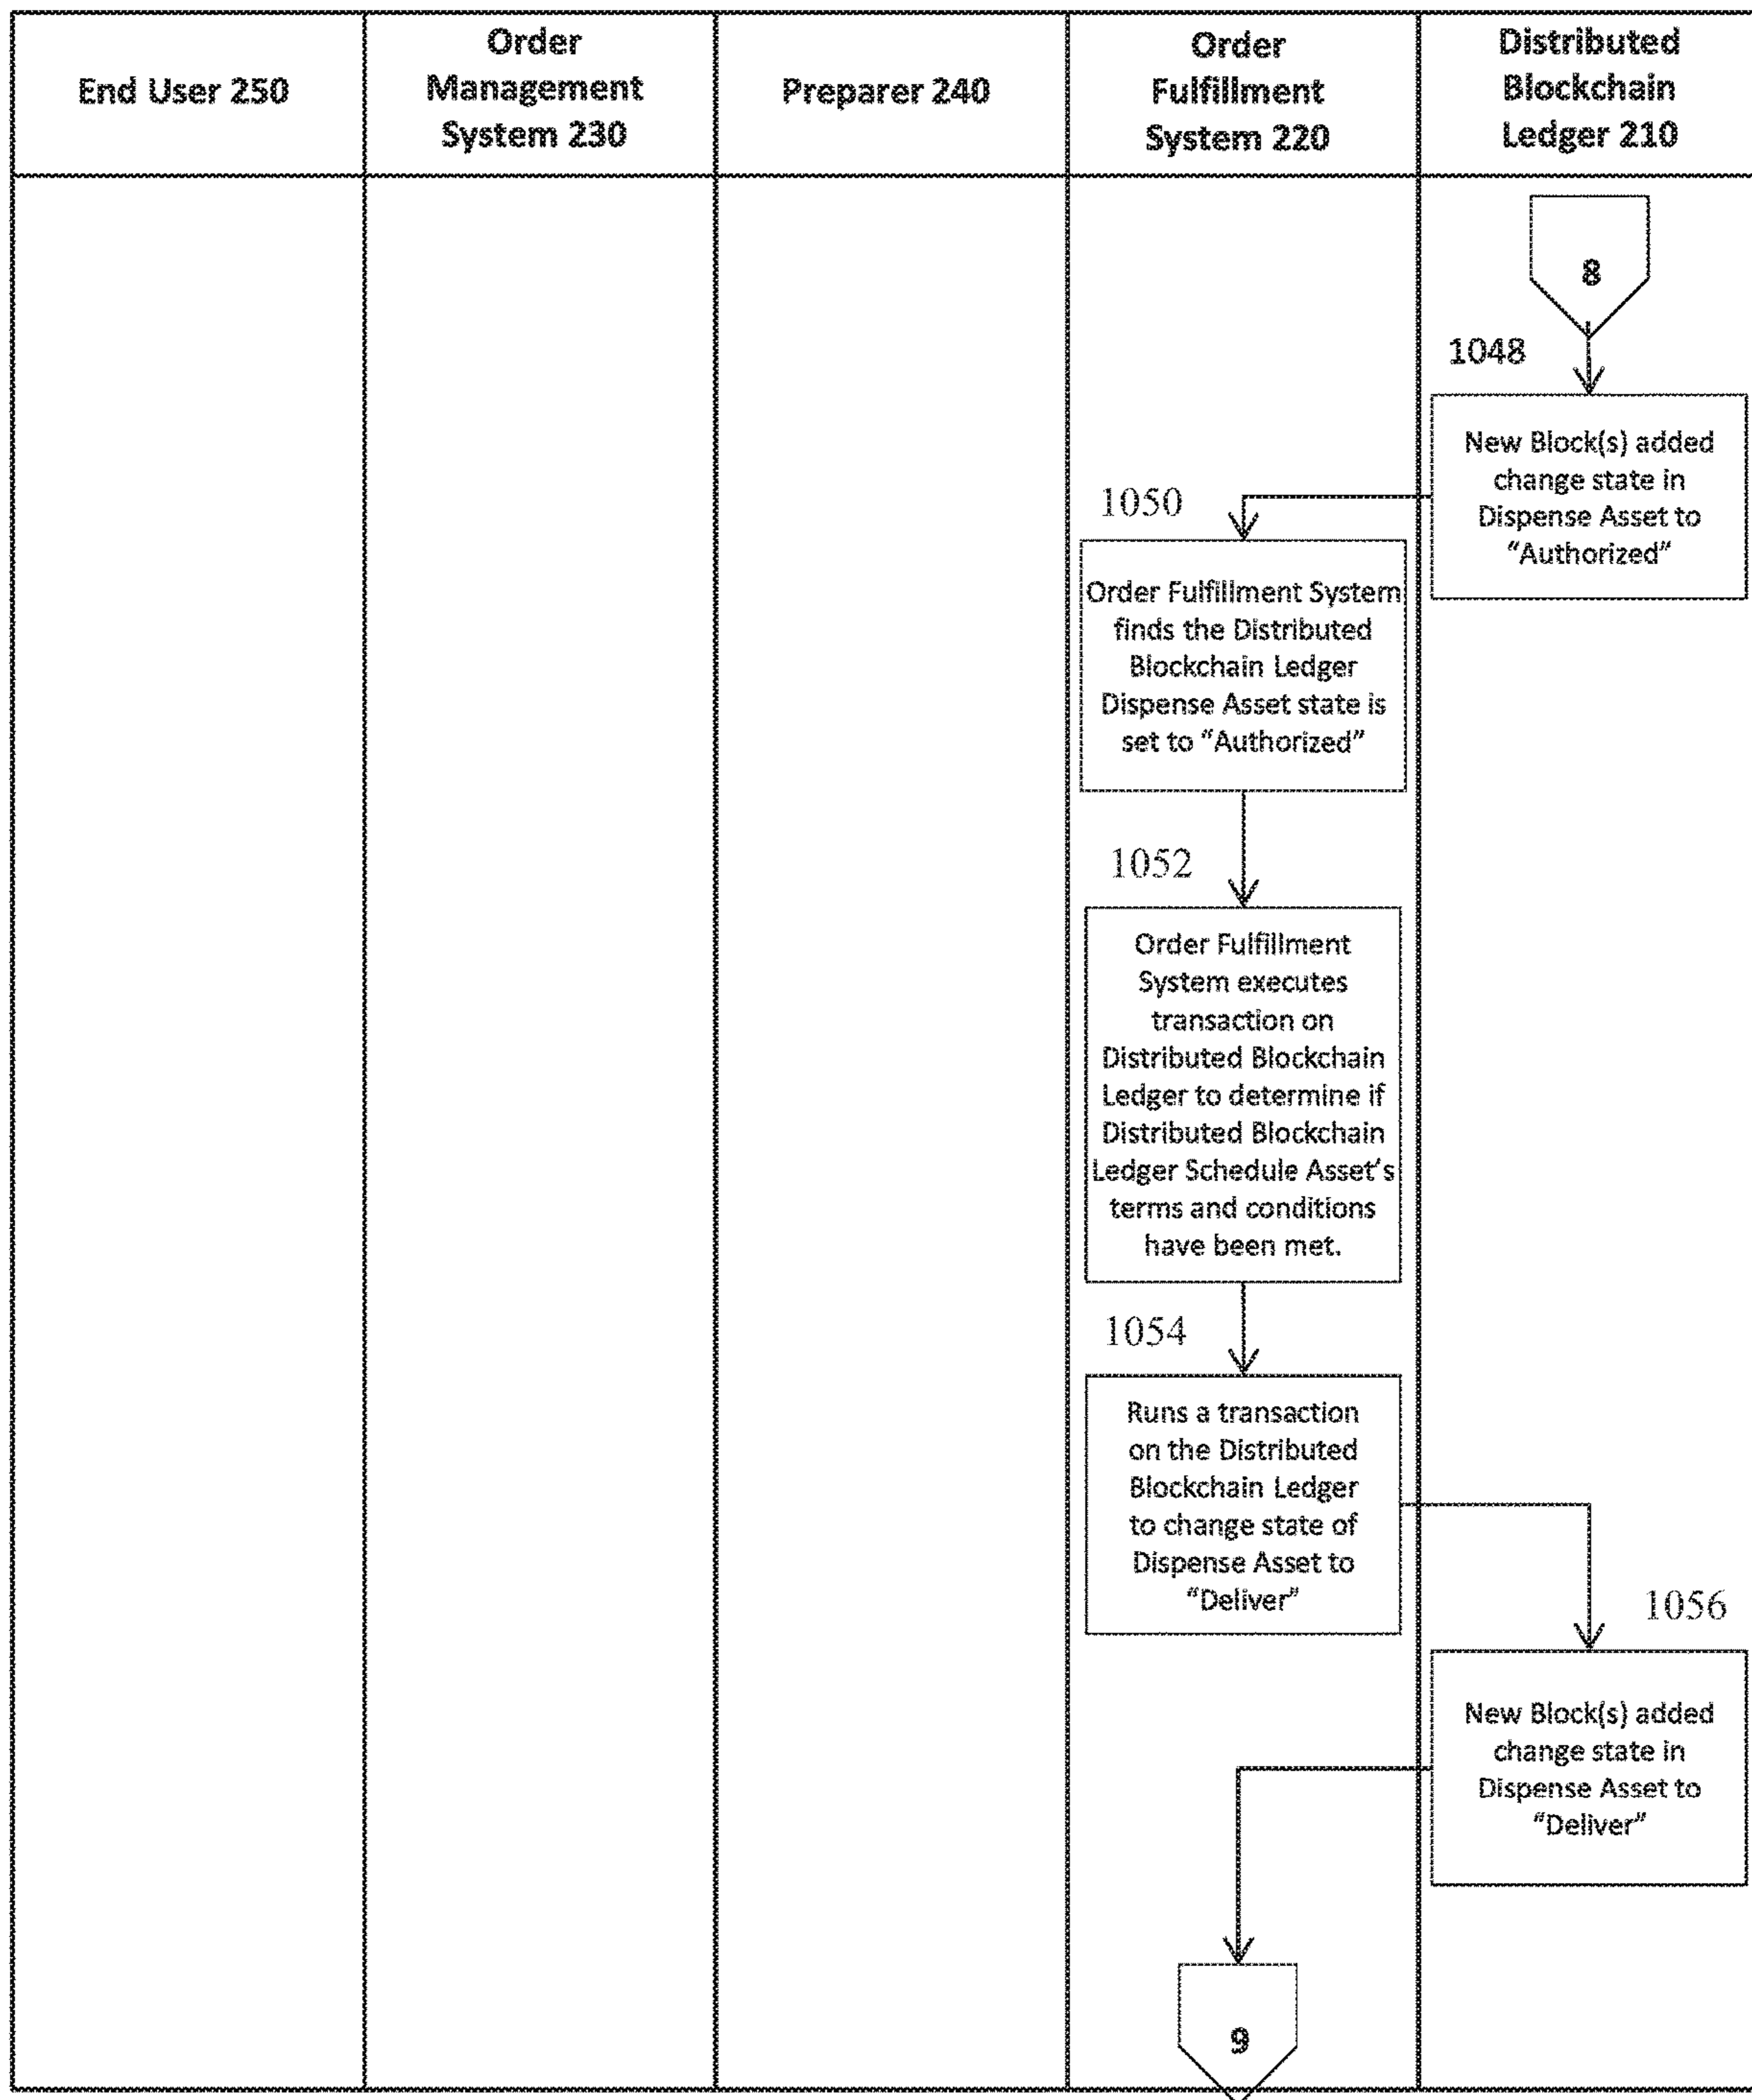 End User 250
Order
Management
System 230
Preparer 240
Order
Fulfillment
System 220
Distributed
Blockchain
Ledger 210
8
1048
New Block(s) added
change state in
Dispense Asset to
“Authorized”
1050
Order Fulfillment System
finds the Distributed
Blockchain Ledger
Dispense Asset state is
set to “Authorized”
1052
Order Fulfillment
System executes
transaction on
Distributed Blockchain
Ledger to determine if
Distributed Blockchain
Ledger Schedule Asset’s
terms and conditions
have been met.
1054
Runs a transaction
on the Distributed
Blockchain Ledger
to change state of
Dispense Asset to
“Deliver”
1056
New Block(s) added
change state in
Dispense Asset to
“Deliver”
9